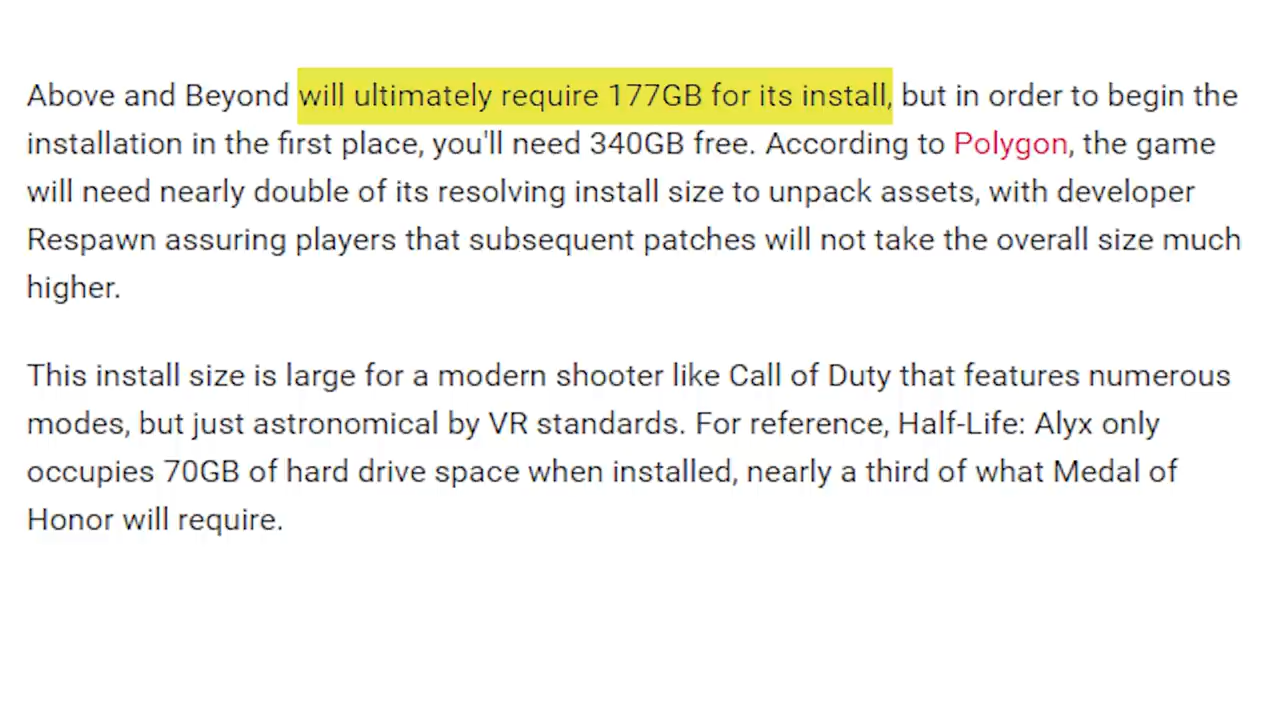 Above and Beyond will ultimately require 177GB for its install, but in order to begin the
installation in the first place, you'll need 340GB free. According to Polygon, the game
will need nearly double of its resolving install size to unpack assets, with developer
Respawn assuring players that subsequent patches will not take the overall size much
higher.
This install size is large for a modern shooter like Call of Duty that features numerous
modes, but just astronomical by VR standards. For reference, Half-Life: Alyx only
occupies 70GB of hard drive space when installed, nearly a third of what Medal of
Honor will require.